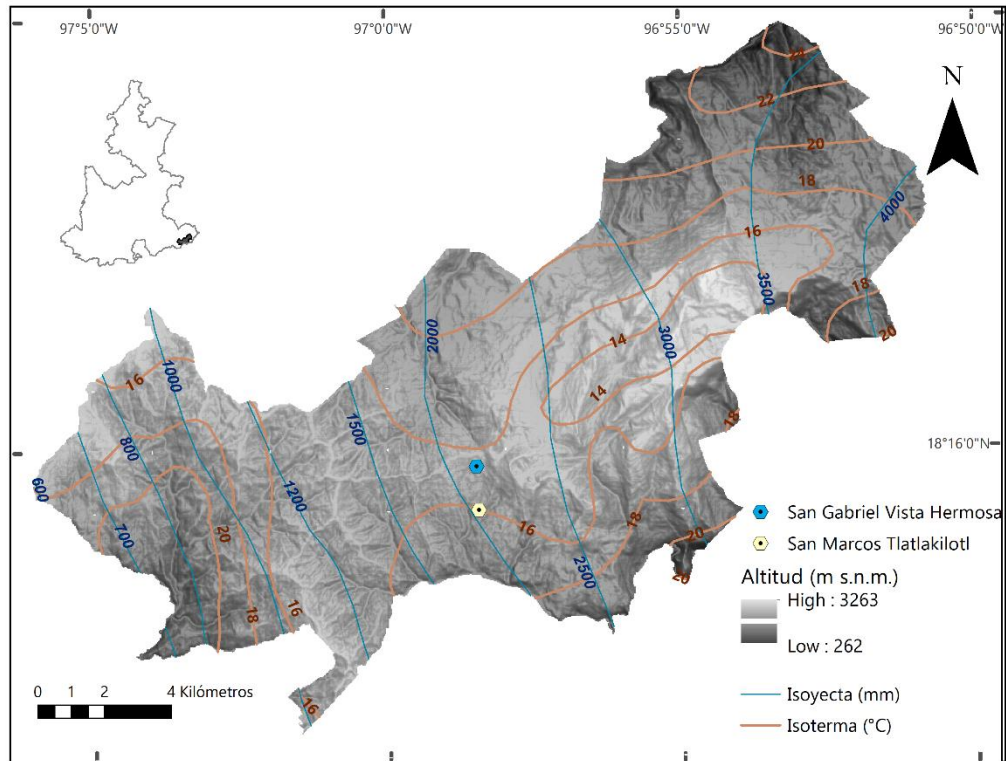 97°5'0"W
97°0'0"W
96°55'0"W
96°50'0"W
N
24
22
20
18
4000
16
3500
18
20
2000
3000
14
14
16
1000
1500
18
800
18°16'0"N
600
1200
700
20
16
18
20
20
2500
18
16
16
San Gabriel Vista Hermosa
San Marcos Tlatlakilotl
Altitud (m s.n.m.)
High : 3263
Low : 262
0 1 2 4 Kilómetros
Isoyecta (mm)
Isoterma (°C)